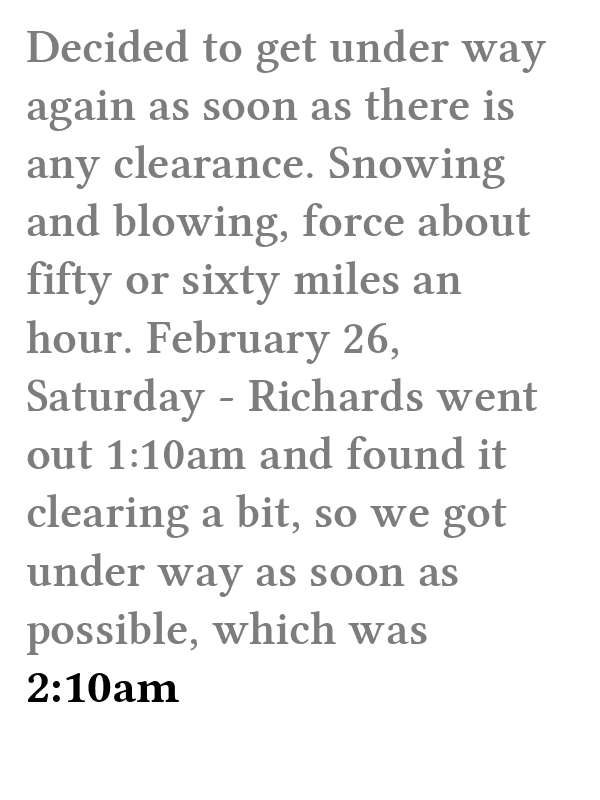 Decided to get under way
again as soon as there is
any clearance. Snowing
and blowing, force about
fifty or sixty miles an
hour. February 26,
Saturday - Richards went
out 1:10am and found it
clearing a bit, so we got
under way as soon as
possible, which was
2:10am